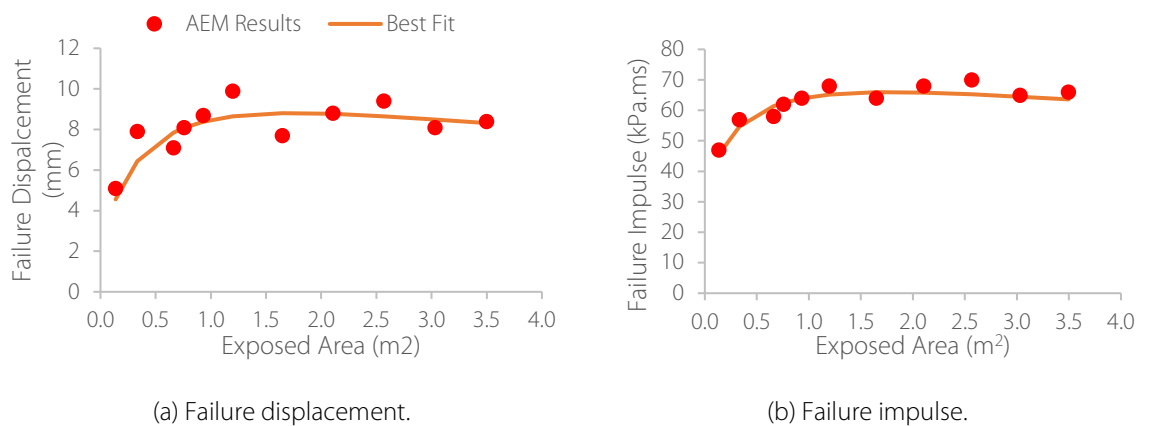 AEM Results Best Fit
Failure Dispalcement
(mm)
12
10
8
6
4
2
0
0.0 0.5 1.0 1.5 2.0 2.5 3.0 3.5 4.0
Exposed Area (m2)
(a) Failure displacement.
Failure Impulse (kPa.ms)
80
70
60
50
40
30
20
10
0
0.0 0.5 1.0 1.5 2.0 2.5 3.0 3.5 4.0
Exposed Area (m²)
(b) Failure impulse.